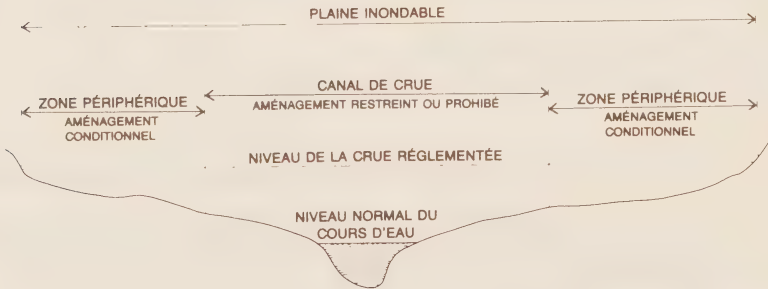 PLAINE INONDABLE
CANAL DE CRUE
AMÉNAGEMENT RESTREINT OU PROHIBÉ
ZONE PÉRIPHÉRIQUE
AMÉNAGEMENT
CONDITIONNEL
ZONE PÉRIPHÉRIQUE
AMÉNAGEMENT
CONDITIONNEL
NIVEAU DE LA CRUE RÉGLEMENTÉE
NIVEAU NORMAL DU
COURS D'EAU